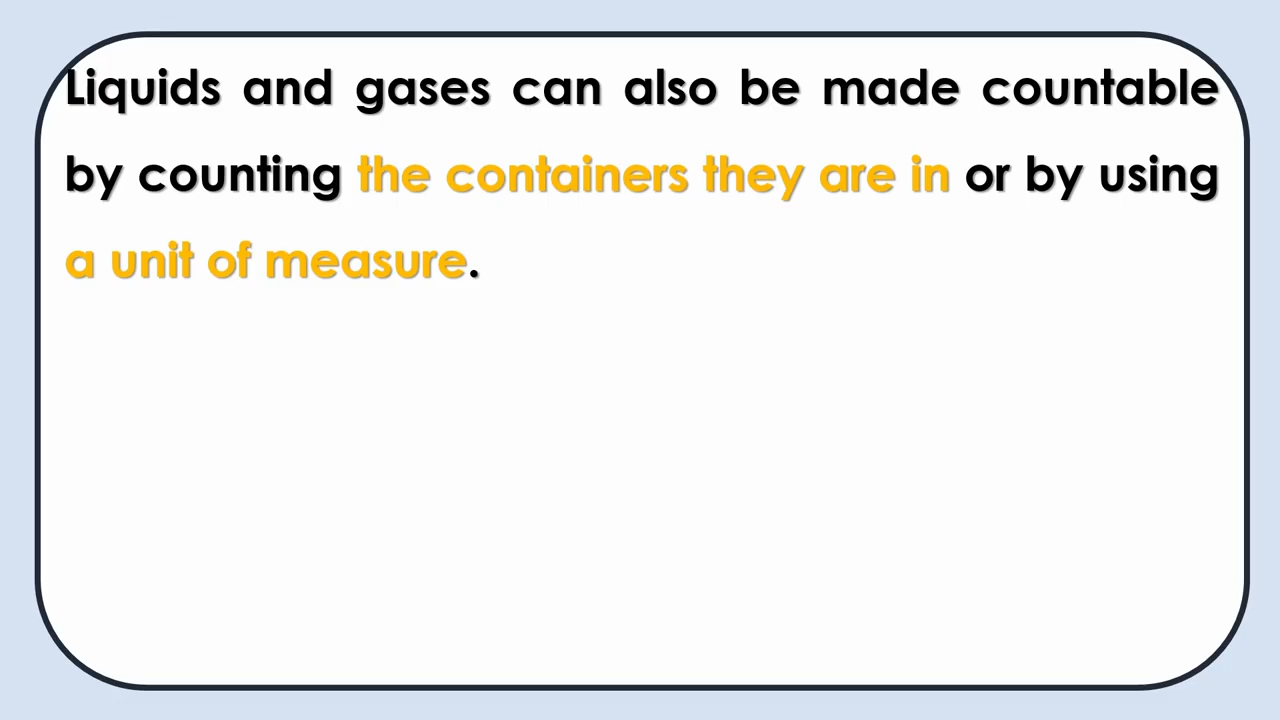 Liquids and gases can also be made countable
by counting the containers they are in or by using
a unit of measure.